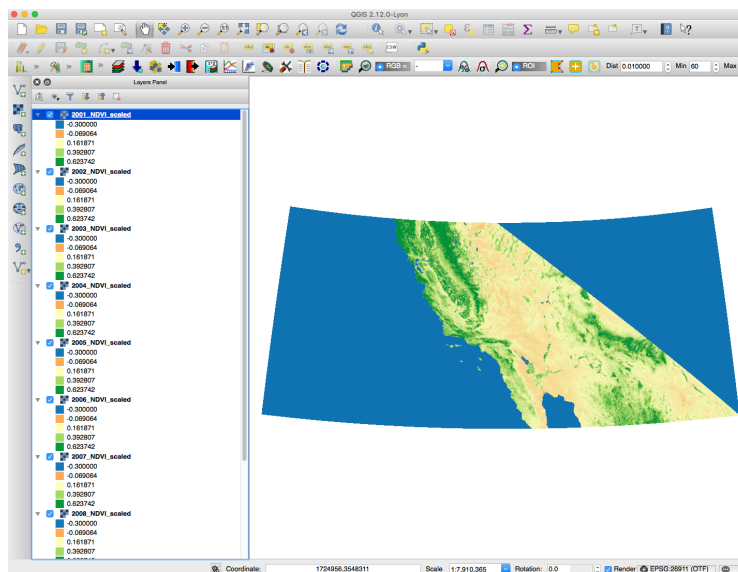 QGIS 2.12.0-Lyon
CSW
RGB = -
ROI
Dist 0.010000 Min 60 Max
Layers Panel
2001_NDVI_scaled
-0.300000
-0.069064
0.161871
0.392807
0.623742
2002_NDVI_scaled
-0.300000
-0.069064
0.161871
0.392807
0.623742
2003_NDVI_scaled
-0.300000
-0.069064
0.161871
0.392807
0.623742
2004_NDVI_scaled
-0.300000
-0.069064
0.161871
0.392807
0.623742
2005_NDVI_scaled
-0.300000
-0.069064
0.161871
0.392807
0.623742
2006_NDVI_scaled
-0.300000
-0.069064
0.161871
0.392807
0.623742
2007_NDVI_scaled
-0.300000
-0.069064
0.161871
0.392807
0.623742
2008_NDVI_scaled
-0.300000
-0.069064
0.161871
0.392807
Coordinate: 1724956,3548311 Scale 1:7,910,365 Rotation: 0.0 Render EPSG:26911 (OTF)